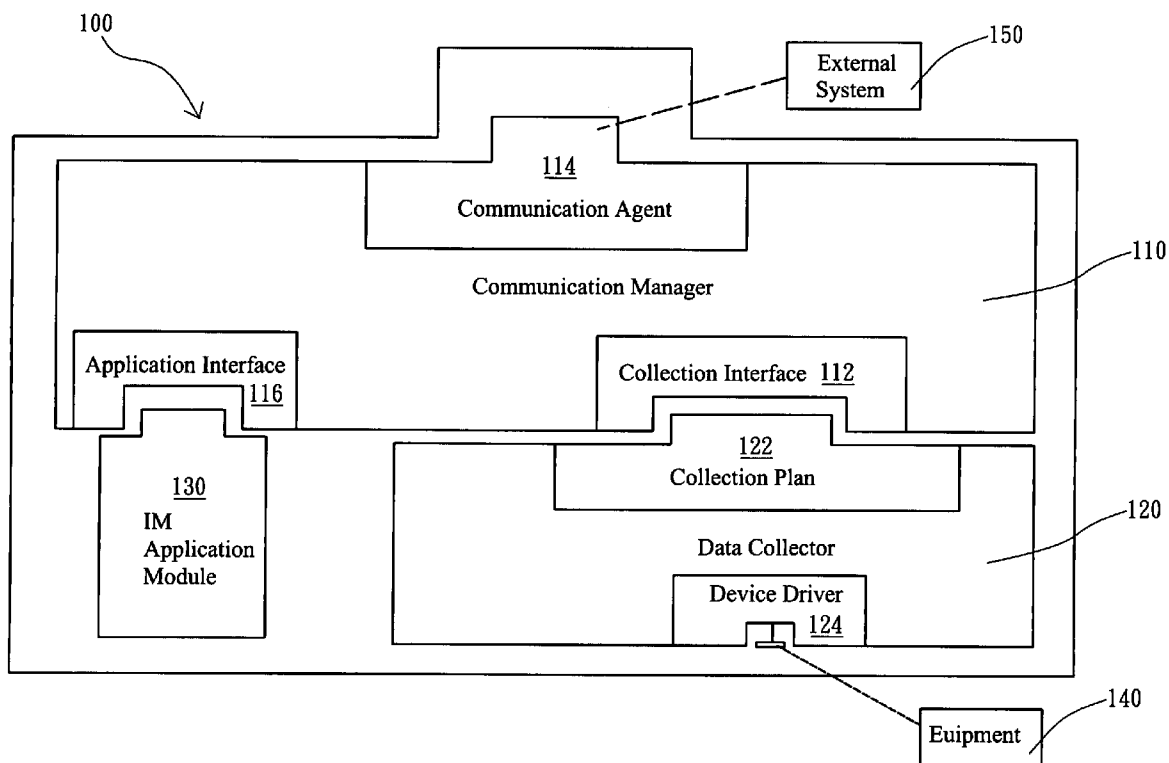 100
150
External
System
114
Communication Agent
110
Communication Manager
Application Interface
116
Collection Interface 112
122
Collection Plan
130
IM
Application
Module
120
Data Collector
Device Driver
124
140
Euipment